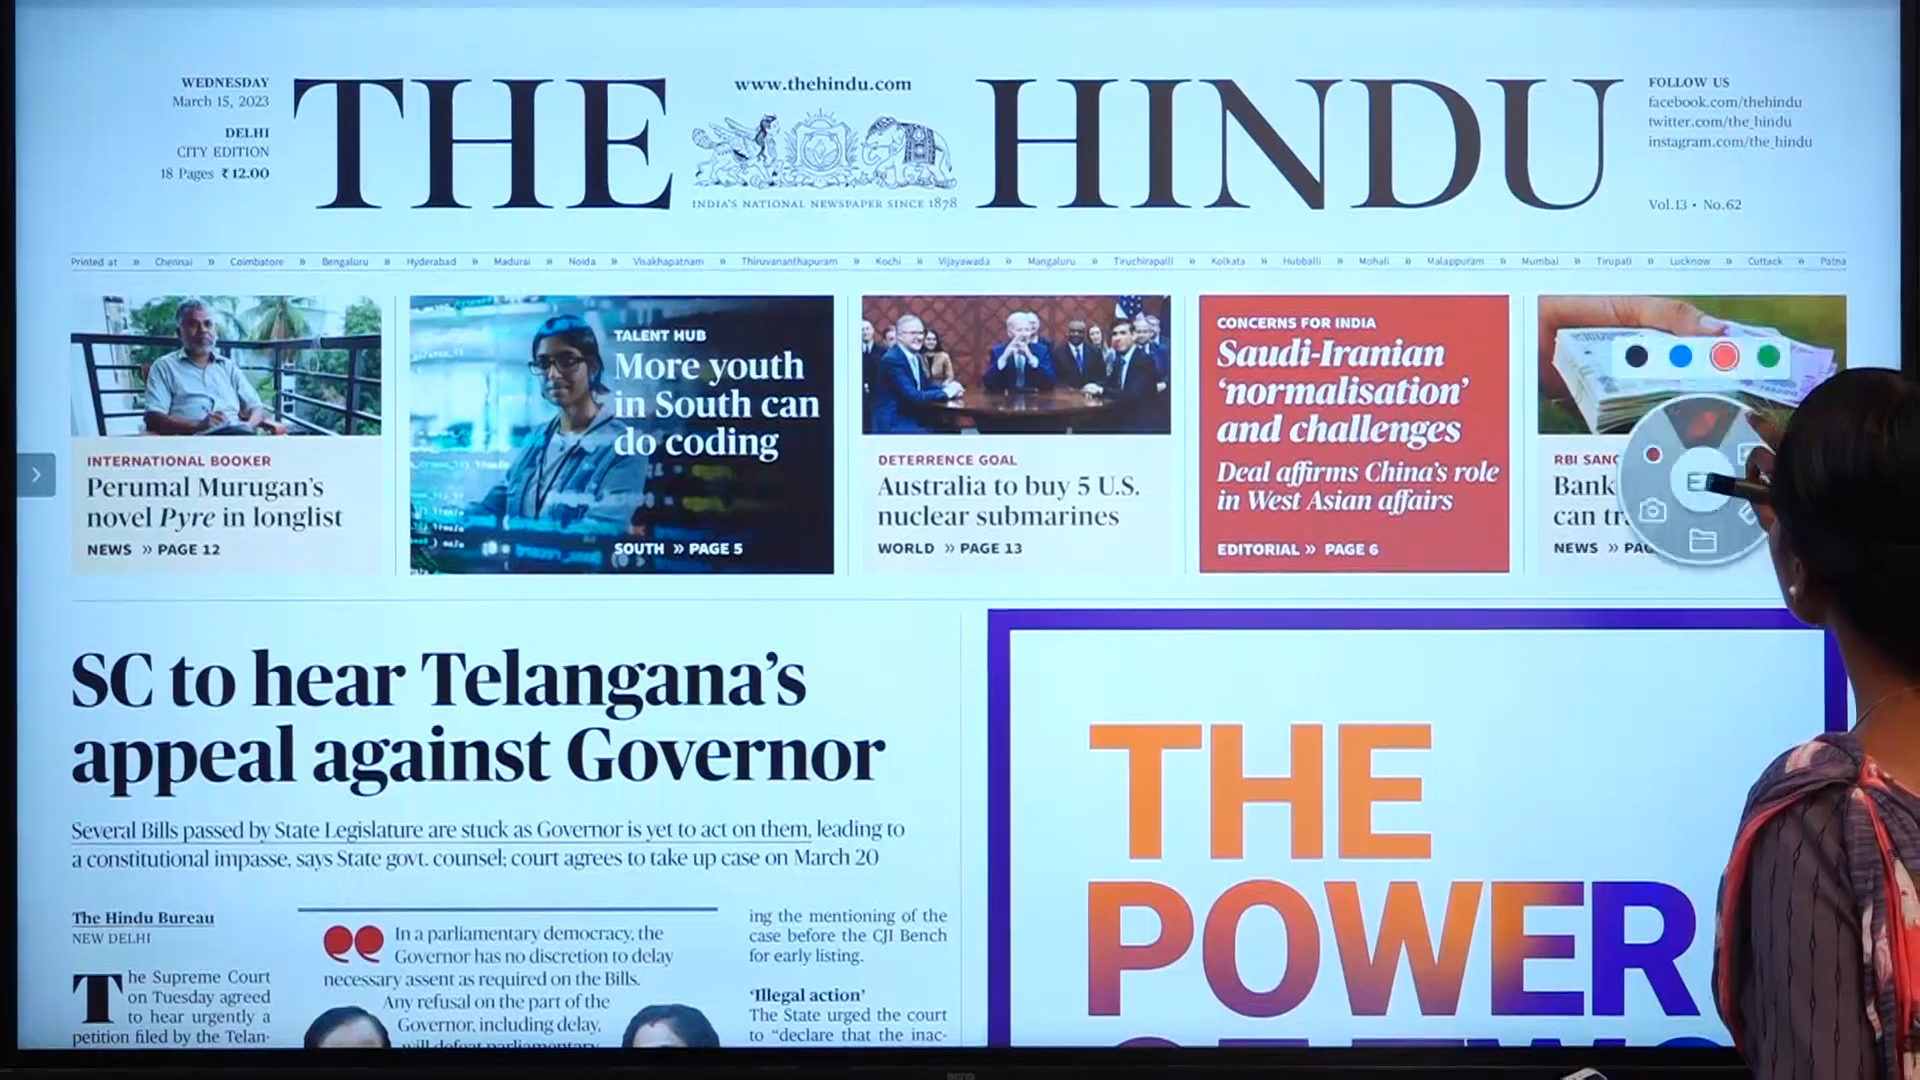 WEDNESDAY
March 15, 2023
DELHI
CITY EDITION
18 Pages ₹ 12.00
THE HINDU
www.thehindu.com
INDIA'S NATIONAL NEWSPAPER SINCE 1878
FOLLOW US
facebook.com/thehindu
twitter.com/the_hindu
instagram.com/the_hindu
Vol.13 • No.62
Printed at » Chennai » Coimbatore » Bengaluru » Hyderabad » Madurai » Noida » Visakhapatnam » Thiruvananthapuram » Kochi » Vijayawada » Mangaluru » Tiruchirapalli » Kolkata » Hubballi » Mohali » Malappuram » Mumbai » Tirupati » Lucknow » Cuttack » Patna
INTERNATIONAL BOOKER
Perumal Murugan's
novel Pyre in longlist
NEWS » PAGE 12
TALENT HUB
More youth
in South can
do coding
SOUTH » PAGE 5
DETERRENCE GOAL
Australia to buy 5 U.S.
nuclear submarines
WORLD » PAGE 13
CONCERNS FOR INDIA
Saudi-Iranian
‘normalisation’
and challenges
Deal affirms China's role
in West Asian affairs
EDITORIAL » PAGE 6
RBI
Bank
can
NEWS »
SC to hear Telangana's
appeal against Governor
Several Bills passed by State Legislature are stuck as Governor is yet to act on them, leading to
a constitutional impasse, says State govt. counsel; court agrees to take up case on March 20
The Hindu Bureau
NEW DELHI
The Supreme Court
on Tuesday agreed
to hear urgently a
petition filed by the Telan-
In a parliamentary democracy, the
Governor has no discretion to delay
necessary assent as required on the Bills.
Any refusal on the part of the
Governor, including delay,
will defeat parliamentary
ing the mentioning of the
case before the CJI Bench
for early listing.
‘Illegal action’
The State urged the court
to “declare that the inac-
THE
POWER